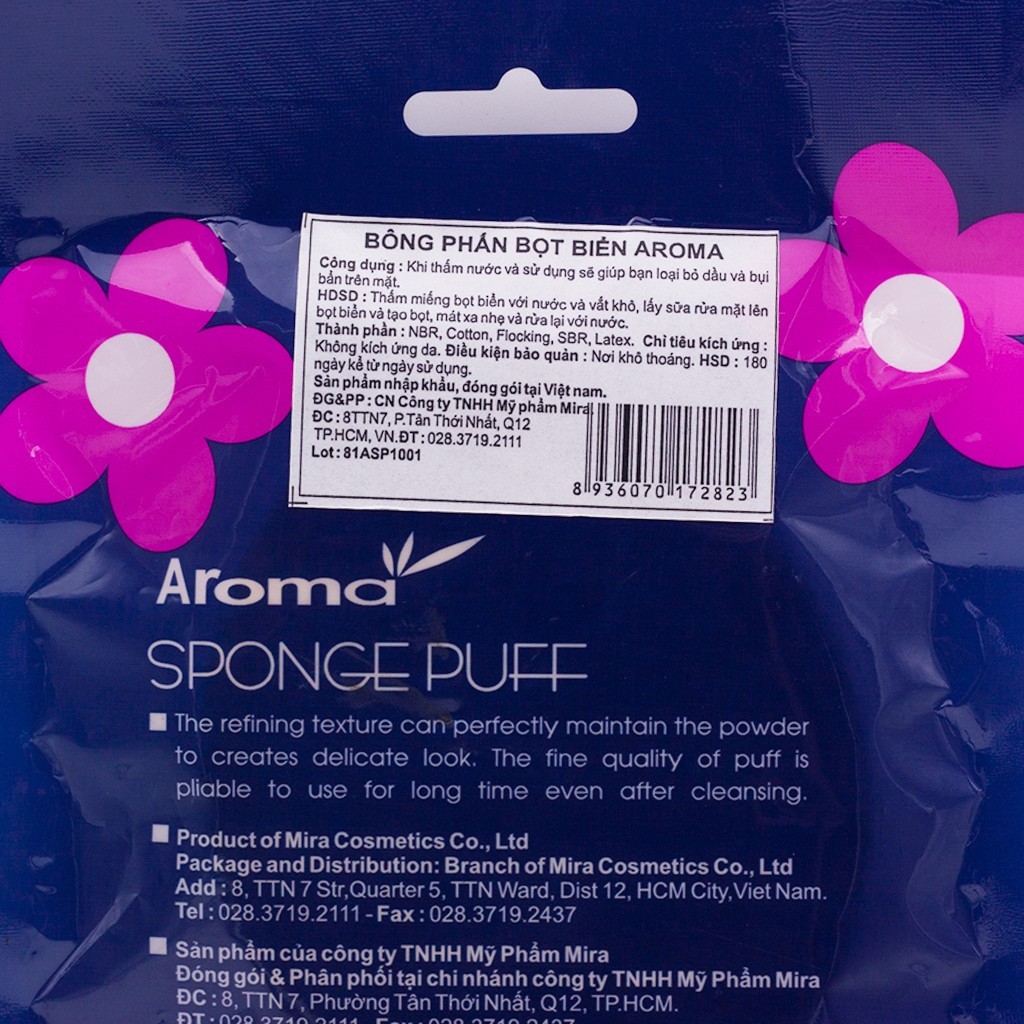 BÔNG PHẤN BỌT BIỂN AROMA
Công dụng : Khi thấm nước và sử dụng sẽ giúp bạn loại bỏ dầu và bụi
bẩn trên mặt.
HDSD : Thấm miếng bọt biển với nước và vắt khô, lấy sữa rửa mặt lên
bọt biển và tạo bọt, mát xa nhẹ và rửa lại với nước.
Thành phần : NBR, Cotton, Flocking, SBR, Latex. Chỉ tiêu kích ứng :
Không kích ứng da. Điều kiện bảo quản : Nơi khô thoáng. HSD : 180
ngày kể từ ngày sử dụng.
Sản phẩm nhập khẩu, đóng gói tại Việt nam.
ĐG&PP : CN Công ty TNHH Mỹ phẩm Mira
ĐC : 8TTN7, P.Tân Thới Nhất, Q12
TP.HCM, VN.ĐT : 028.3719.2111
Lot : 81ASP1001
8 936070 172823
Aroma
SPONGE PUFF
The refining texture can perfectly maintain the powder
to creates delicate look. The fine quality of puff is
pliable to use for long time even after cleansing.
Product of Mira Cosmetics Co., Ltd
Package and Distribution: Branch of Mira Cosmetics Co., Ltd
Add : 8, TTN 7 Str,Quarter 5, TTN Ward, Dist 12, HCM City,Viet Nam.
Tel : 028.3719.2111 - Fax : 028.3719.2437
Sản phẩm của công ty TNHH Mỹ Phẩm Mira
Đóng gói & Phân phối tại chi nhánh công ty TNHH Mỹ Phẩm Mira
ĐC : 8, TTN 7, Phường Tân Thới Nhất, Q12, TP.HCM.
ĐT : 028.3719.2111 - Fax : 028.3719.2437